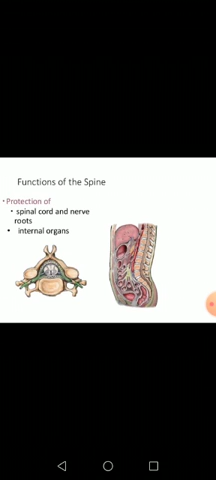 Functions of the Spine
• Protection of
• spinal cord and nerve
roots
• internal organs